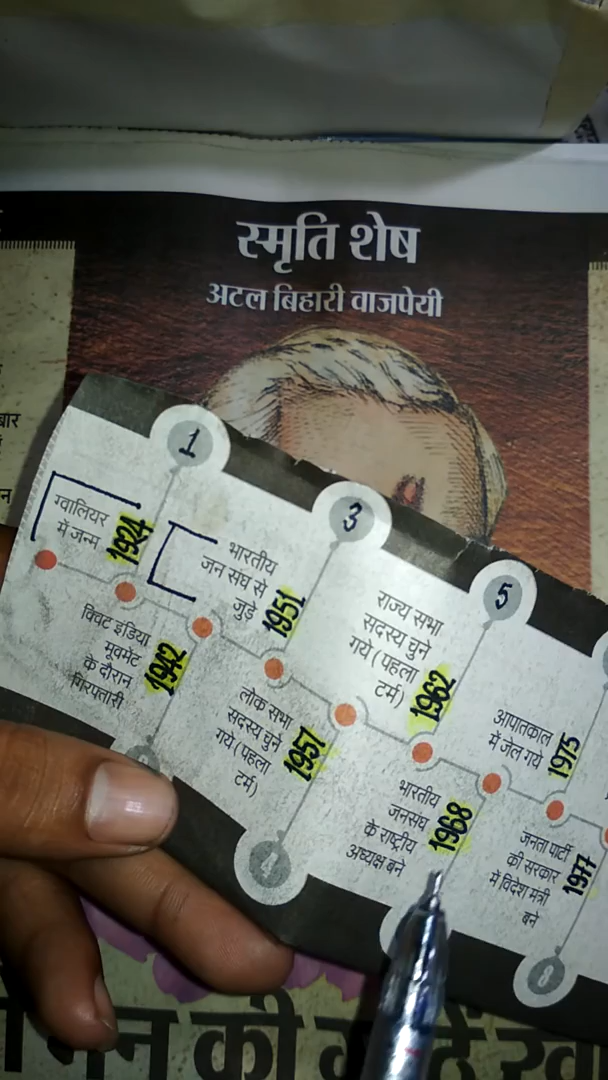 स्मृति शेष
अटल बिहारी वाजपेयी
1
ग्वालियर
में जन्म
1924
क्विट इंडिया
मूवमेंट
के दौरान
गिरफ्तारी
1942
3
भारतीय
जन संघ से
जुड़े
1951
लोक सभा
सदस्य चुने
गये (पहला
टर्म)
1957
4
5
राज्य सभा
सदस्य चुने
गये (पहला
टर्म)
1962
भारतीय
जनसंघ
के राष्ट्रीय
अध्यक्ष बने
1968
आपातकाल
में जेल गये
1975
जनता पार्टी
की सरकार
में विदेश मंत्री
बने
1977
8